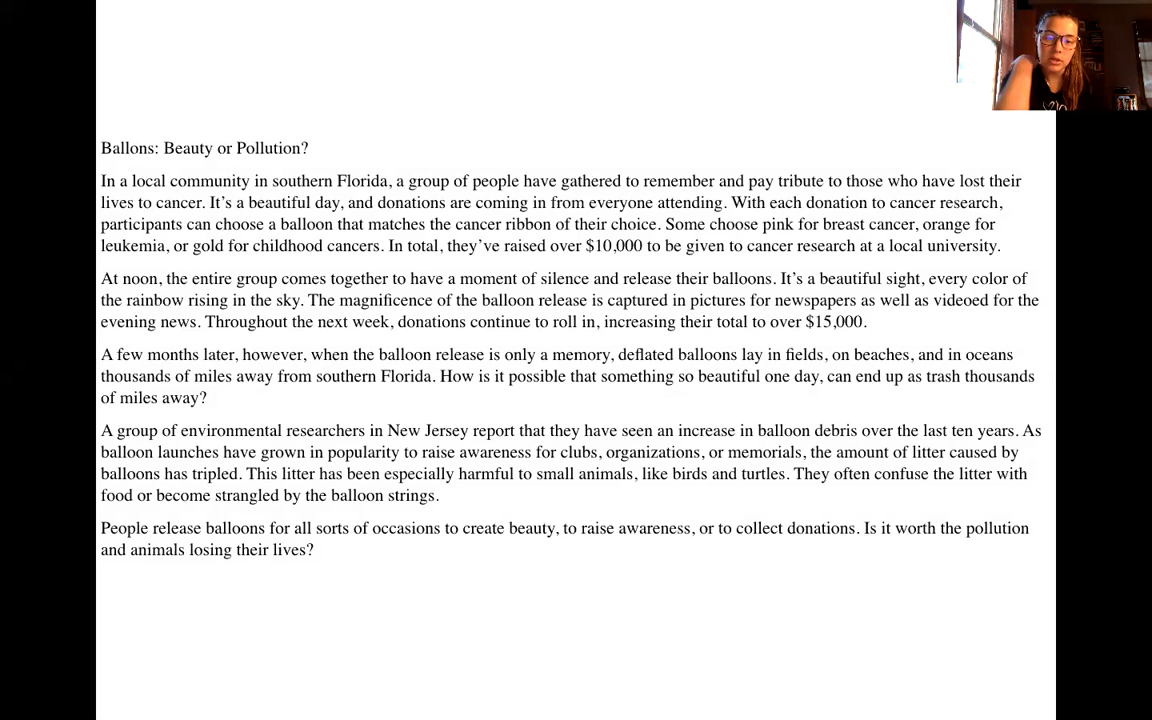 Ballons: Beauty or Pollution?
In a local community in southern Florida, a group of people have gathered to remember and pay tribute to those who have lost their
lives to cancer. It’s a beautiful day, and donations are coming in from everyone attending. With each donation to cancer research,
participants can choose a balloon that matches the cancer ribbon of their choice. Some choose pink for breast cancer, orange for
leukemia, or gold for childhood cancers. In total, they’ve raised over $10,000 to be given to cancer research at a local university.
At noon, the entire group comes together to have a moment of silence and release their balloons. It’s a beautiful sight, every color of
the rainbow rising in the sky. The magnificence of the balloon release is captured in pictures for newspapers as well as videoed for the
evening news. Throughout the next week, donations continue to roll in, increasing their total to over $15,000.
A few months later, however, when the balloon release is only a memory, deflated balloons lay in fields, on beaches, and in oceans
thousands of miles away from southern Florida. How is it possible that something so beautiful one day, can end up as trash thousands
of miles away?
A group of environmental researchers in New Jersey report that they have seen an increase in balloon debris over the last ten years. As
balloon launches have grown in popularity to raise awareness for clubs, organizations, or memorials, the amount of litter caused by
balloons has tripled. This litter has been especially harmful to small animals, like birds and turtles. They often confuse the litter with
food or become strangled by the balloon strings.
People release balloons for all sorts of occasions to create beauty, to raise awareness, or to collect donations. Is it worth the pollution
and animals losing their lives?